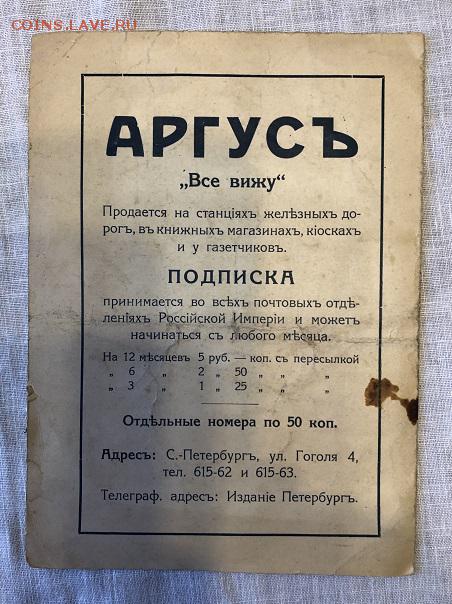 COINS.LAVE.RU
АРГУСЪ
„Все вижу“
Продается на станціяхъ желѣзныхъ до-
рогъ, въ книжныхъ магазинахъ, кіоскахъ
и у газетчиковъ.
ПОДПИСКА
принимается во всѣхъ почтовыхъ отдѣ-
леніяхъ Россійской Имперіи и можетъ
начинаться съ любого мѣсяца.
На 12 мѣсяцевъ 5 руб. — коп. съ пересылкой
„ 6 „ 2 „ 50 „ „ „
„ 3 „ 1 „ 25 „ „ „
Отдѣльные номера по 50 коп.
Адресъ: С.-Петербургъ, ул. Гоголя 4,
тел. 615-62 и 615-63.
Телеграф. адресъ: Изданіе Петербургъ.